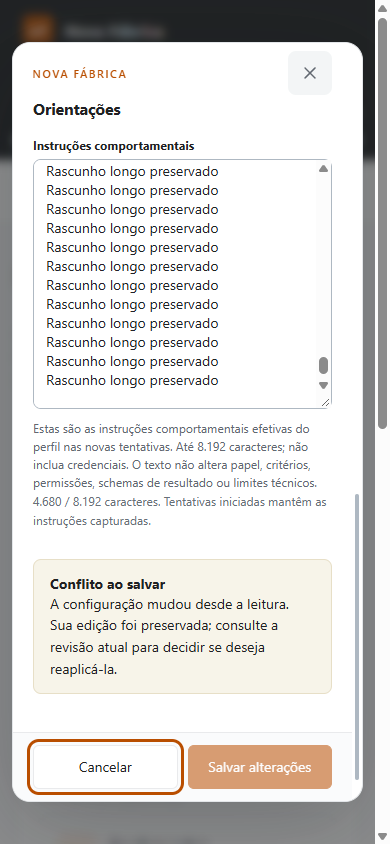 NOVA FÁBRICA
Orientações
Instruções comportamentais
Rascunho longo preservado
Rascunho longo preservado
Rascunho longo preservado
Rascunho longo preservado
Rascunho longo preservado
Rascunho longo preservado
Rascunho longo preservado
Rascunho longo preservado
Rascunho longo preservado
Rascunho longo preservado
Rascunho longo preservado
Rascunho longo preservado
Estas são as instruções comportamentais efetivas do
perfil nas novas tentativas. Até 8.192 caracteres; não
inclua credenciais. O texto não altera papel, critérios,
permissões, schemas de resultado ou limites técnicos.
4.680 / 8.192 caracteres. Tentativas iniciadas mantêm as
instruções capturadas.
Conflito ao salvar
A configuração mudou desde a leitura.
Sua edição foi preservada; consulte a
revisão atual para decidir se deseja
reaplicá-la.
Cancelar
Salvar alterações